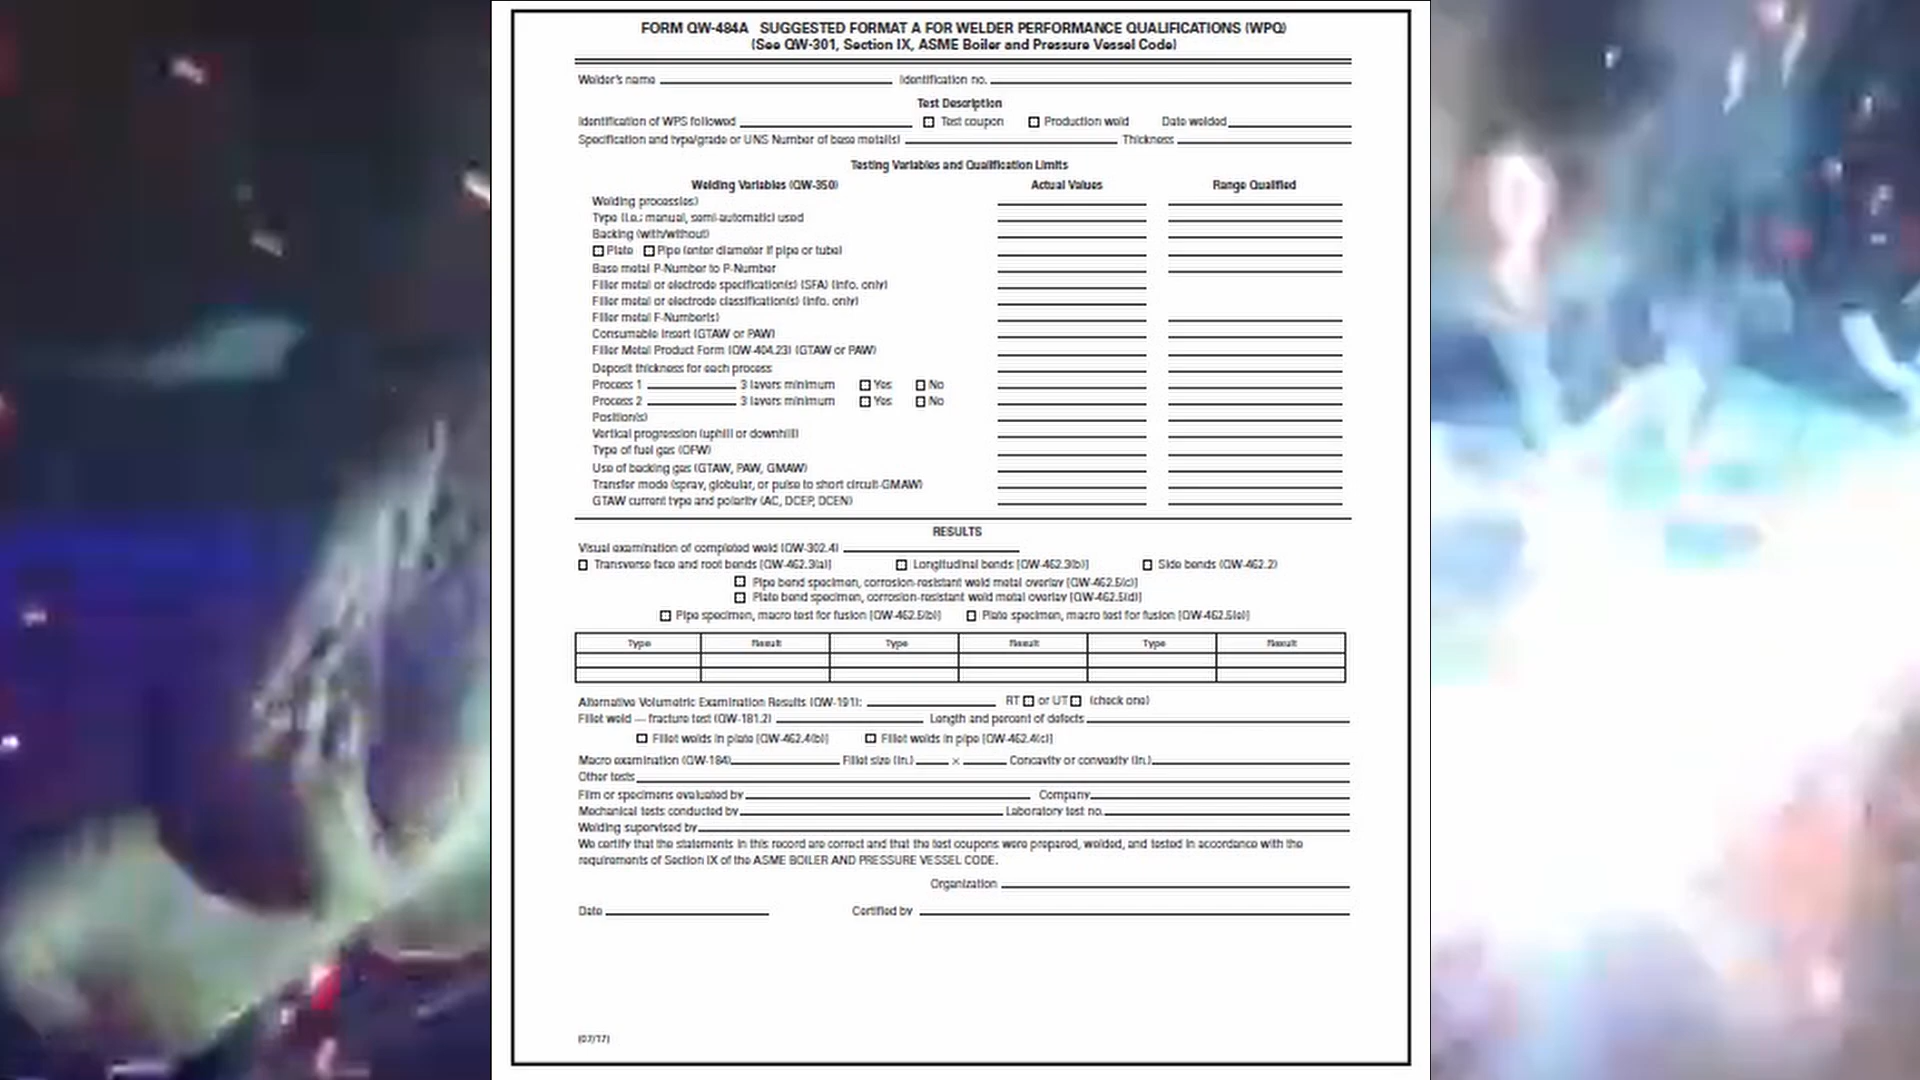 FORM QW-484A SUGGESTED FORMAT A FOR WELDER PERFORMANCE QUALIFICATIONS (WPQ)
(See QW-301, Section IX, ASME Boiler and Pressure Vessel Code)
Welder's name Identification no.
Test Description
Identification of WPS followed Test coupon Production weld Date welded
Specification and type/grade or UNS Number of base metal(s) Thickness
Testing Variables and Qualification Limits
Welding Variables (QW-350) Actual Values Range Qualified
Welding process(es)
Type (i.e.; manual, semi-automatic) used
Backing (with/without)
Plate Pipe (enter diameter if pipe or tube)
Base metal P-Number to P-Number
Filler metal or electrode specification(s) (SFA) (info. only)
Filler metal or electrode classification(s) (info. only)
Filler metal F-Number(s)
Consumable insert (GTAW or PAW)
Filler Metal Product Form (QW-404.23) (GTAW or PAW)
Deposit thickness for each process
Process 1 3 layers minimum Yes No
Process 2 3 layers minimum Yes No
Position(s)
Vertical progression (uphill or downhill)
Type of fuel gas (OFW)
Use of backing gas (GTAW, PAW, GMAW)
Transfer mode (spray, globular, or pulse to short circuit-GMAW)
GTAW current type and polarity (AC, DCEP, DCEN)
RESULTS
Visual examination of completed weld (QW-302.4)
Transverse face and root bends [QW-462.3(a)] Longitudinal bends [QW-462.3(b)] Side bends (QW-462.2)
Pipe bend specimen, corrosion-resistant weld metal overlay [QW-462.5(c)]
Plate bend specimen, corrosion-resistant weld metal overlay [QW-462.5(d)]
Pipe specimen, macro test for fusion [QW-462.5(b)] Plate specimen, macro test for fusion [QW-462.5(e)]
Type Result Type Result Type Result
Alternative Volumetric Examination Results (QW-191): RT or UT (check one)
Fillet weld — fracture test (QW-181.2) Length and percent of defects
Fillet welds in plate [QW-462.4(b)] Fillet welds in pipe [QW-462.4(c)]
Macro examination (QW-184) Fillet size (in.) × Concavity or convexity (in.)
Other tests
Film or specimens evaluated by Company
Mechanical tests conducted by Laboratory test no.
Welding supervised by
We certify that the statements in this record are correct and that the test coupons were prepared, welded, and tested in accordance with the
requirements of Section IX of the ASME BOILER AND PRESSURE VESSEL CODE.
Organization
Date Certified by
(07/17)